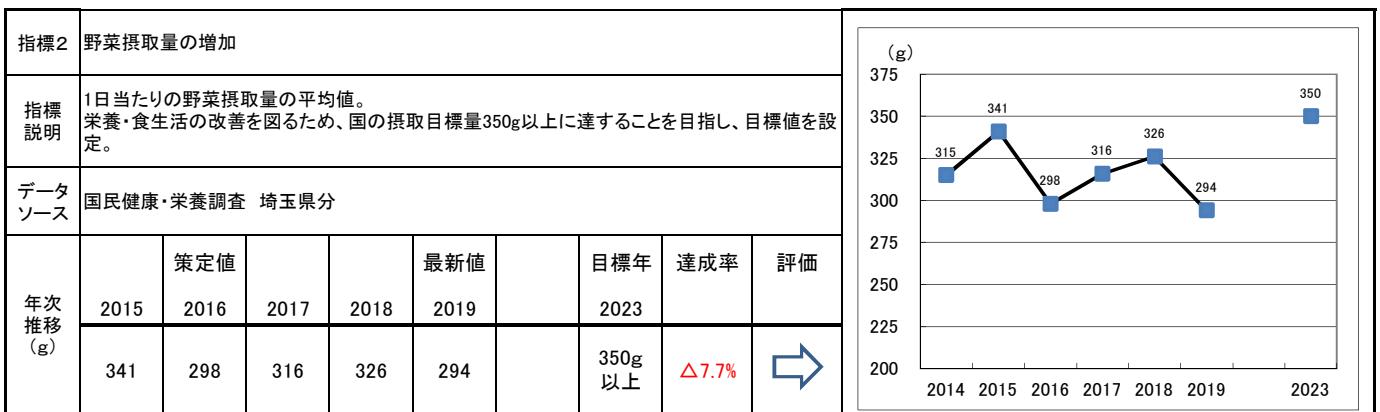 指標2 野菜摂取量の増加
指標
説明
1日当たりの野菜摂取量の平均値。
栄養・食生活の改善を図るため、国の摂取目標量350g以上に達することを目指し、目標値を設
定。
データ
ソース
国民健康・栄養調査 埼玉県分
年次
推移
(g)
策定値 最新値 目標年 達成率 評価
2015 2016 2017 2018 2019 2023
341 298 316 326 294 350g
以上 △7.7%
(g)
375
350
325
300
275
250
225
200
315 341 298 316 326 294 350
2014 2015 2016 2017 2018 2019 2023